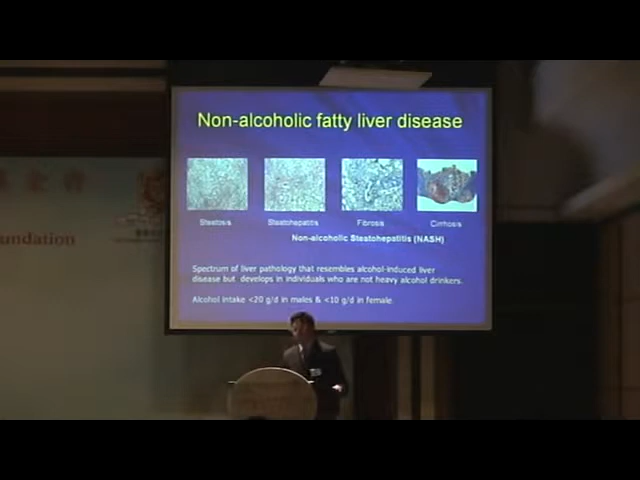 Non-alcoholic fatty liver disease
Steatosis
Steatohepatitis
Fibrosis
Cirrhosis
Non-alcoholic Steatohepatitis (NASH)
Spectrum of liver pathology that resembles alcohol-induced liver
disease but develops in individuals who are not heavy alcohol drinkers.
Alcohol intake <20 g/d in males & <10 g/d in female.
undation